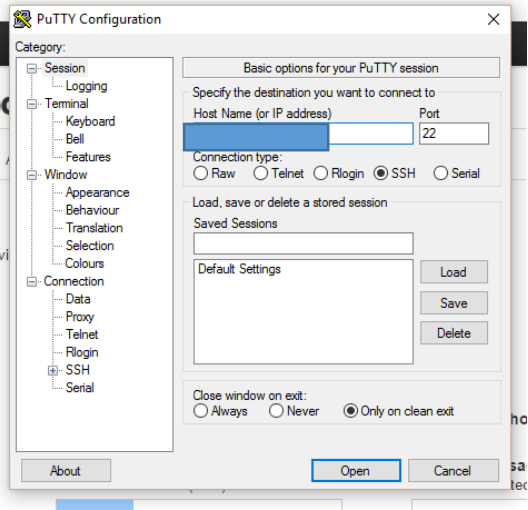 PuTTY Configuration
Category:
Session
Logging
Terminal
Keyboard
Bell
Features
Window
Appearance
Behaviour
Translation
Selection
Colours
Connection
Data
Proxy
Telnet
Rlogin
SSH
Serial
Basic options for your PuTTY session
Specify the destination you want to connect to
Host Name (or IP address) Port
22
Connection type:
Raw Telnet Rlogin SSH Serial
Load, save or delete a stored session
Saved Sessions
Default Settings
Load
Save
Delete
Close window on exit:
Always Never Only on clean exit
About Open Cancel